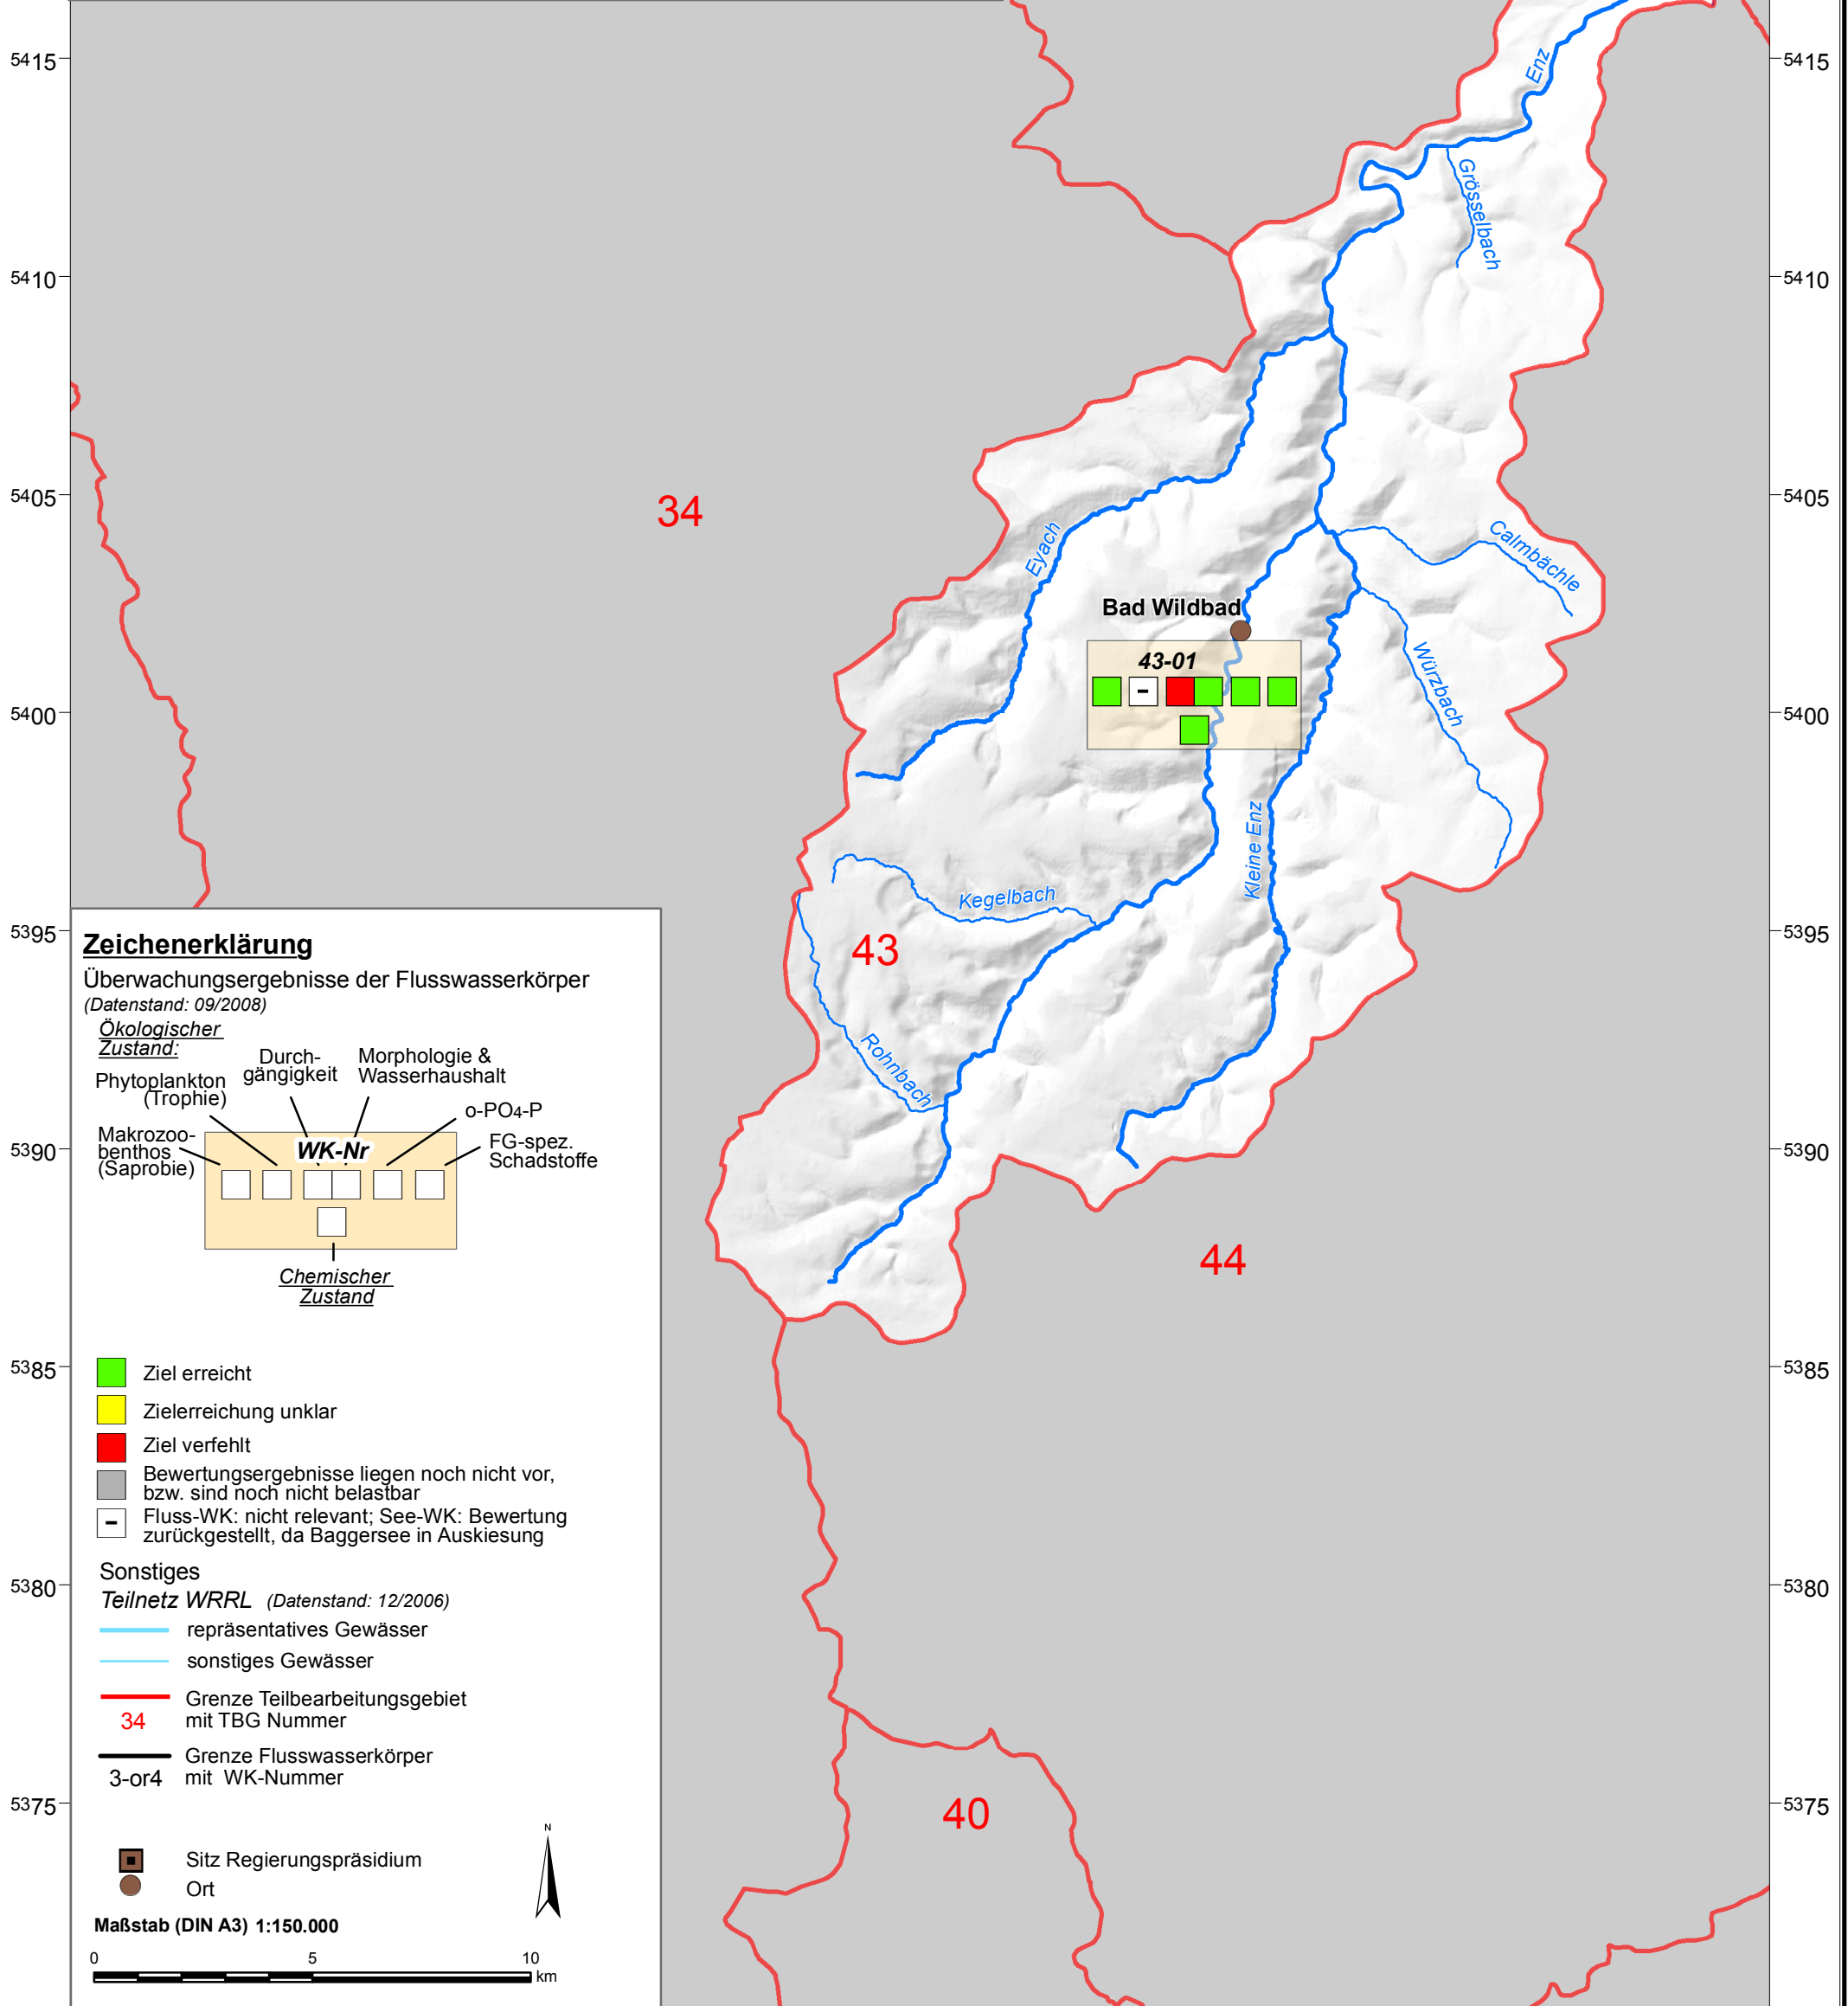 5415
5410
5405
5400
5395
5390
5385
5380
5375
5415
5410
5405
5400
5395
5390
5385
5380
5375
Enz
Grösselbach
34
Eyach
Calmbächle
Bad Wildbad
43-01
-
Würzbach
Kleine Enz
Kegelbach
43
Rohnbach
44
40
Zeichenerklärung
Überwachungsergebnisse der Flusswasserkörper
(Datenstand: 09/2008)
Ökologischer
Zustand:
Durch-
gängigkeit
Morphologie &
Wasserhaushalt
Phytoplankton
(Trophie)
o-PO4-P
Makrozoo-
benthos
(Saprobie)
WK-Nr
FG-spez.
Schadstoffe
Chemischer
Zustand
Ziel erreicht
Zielerreichung unklar
Ziel verfehlt
Bewertungsergebnisse liegen noch nicht vor,
bzw. sind noch nicht belastbar
- Fluss-WK: nicht relevant; See-WK: Bewertung
zurückgestellt, da Baggersee in Auskiesung
Sonstiges
Teilnetz WRRL (Datenstand: 12/2006)
repräsentatives Gewässer
sonstiges Gewässer
Grenze Teilbearbeitungsgebiet
34 mit TBG Nummer
Grenze Flusswasserkörper
3-or4 mit WK-Nummer
N
Sitz Regierungspräsidium
Ort
Maßstab (DIN A3) 1:150.000
0 5 10
km